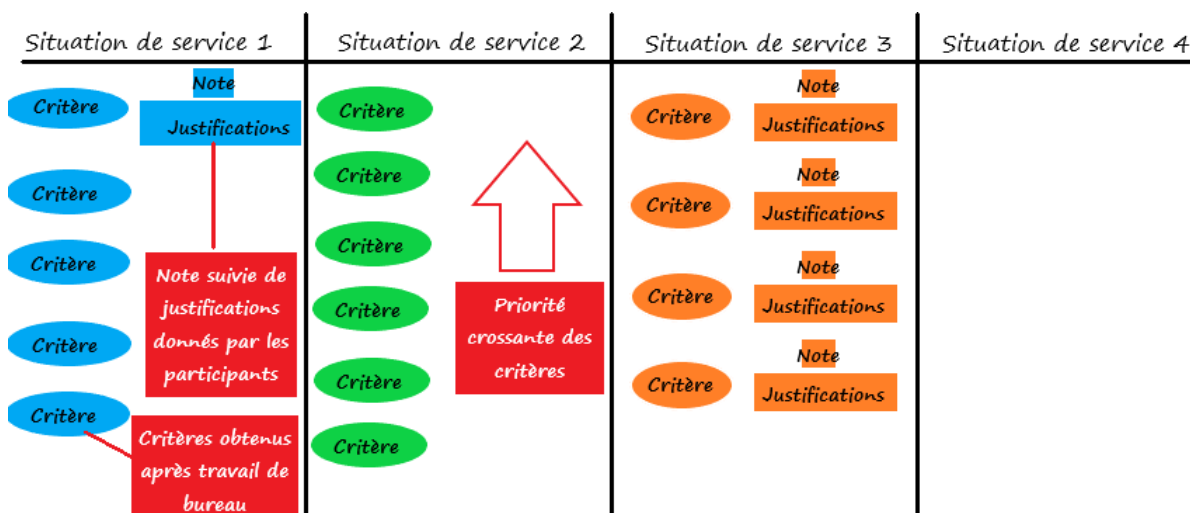 Situation de service 1
Situation de service 2
Situation de service 3
Situation de service 4
Critère
Note
Justifications
Critère
Critère
Note suivie de
justifications
donnés par les
participants
Critère
Critère
Critères obtenus
après travail de
bureau
Critère
Critère
Critère
Critère
Critère
Critère
Priorité
crossante des
critères
Critère
Note
Justifications
Critère
Note
Justifications
Critère
Note
Justifications
Critère
Note
Justifications